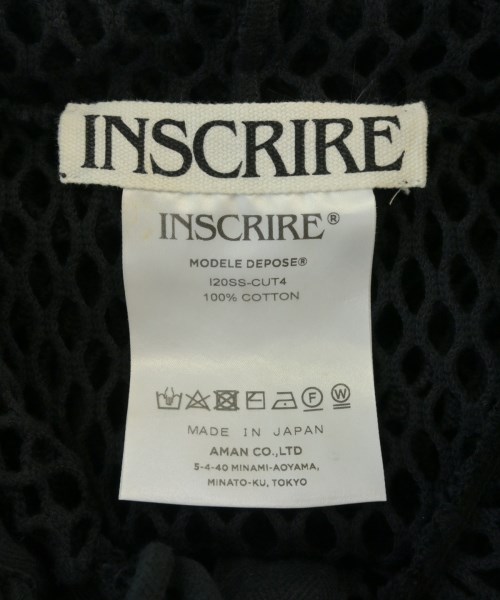 INSCRIRE
INSCRIRE®
MODELE DEPOSE®
I20SS-CUT4
100% COTTON
F W
MADE IN JAPAN
AMAN CO.,LTD
5-4-40 MINAMI-AOYAMA,
MINATO-KU, TOKYO